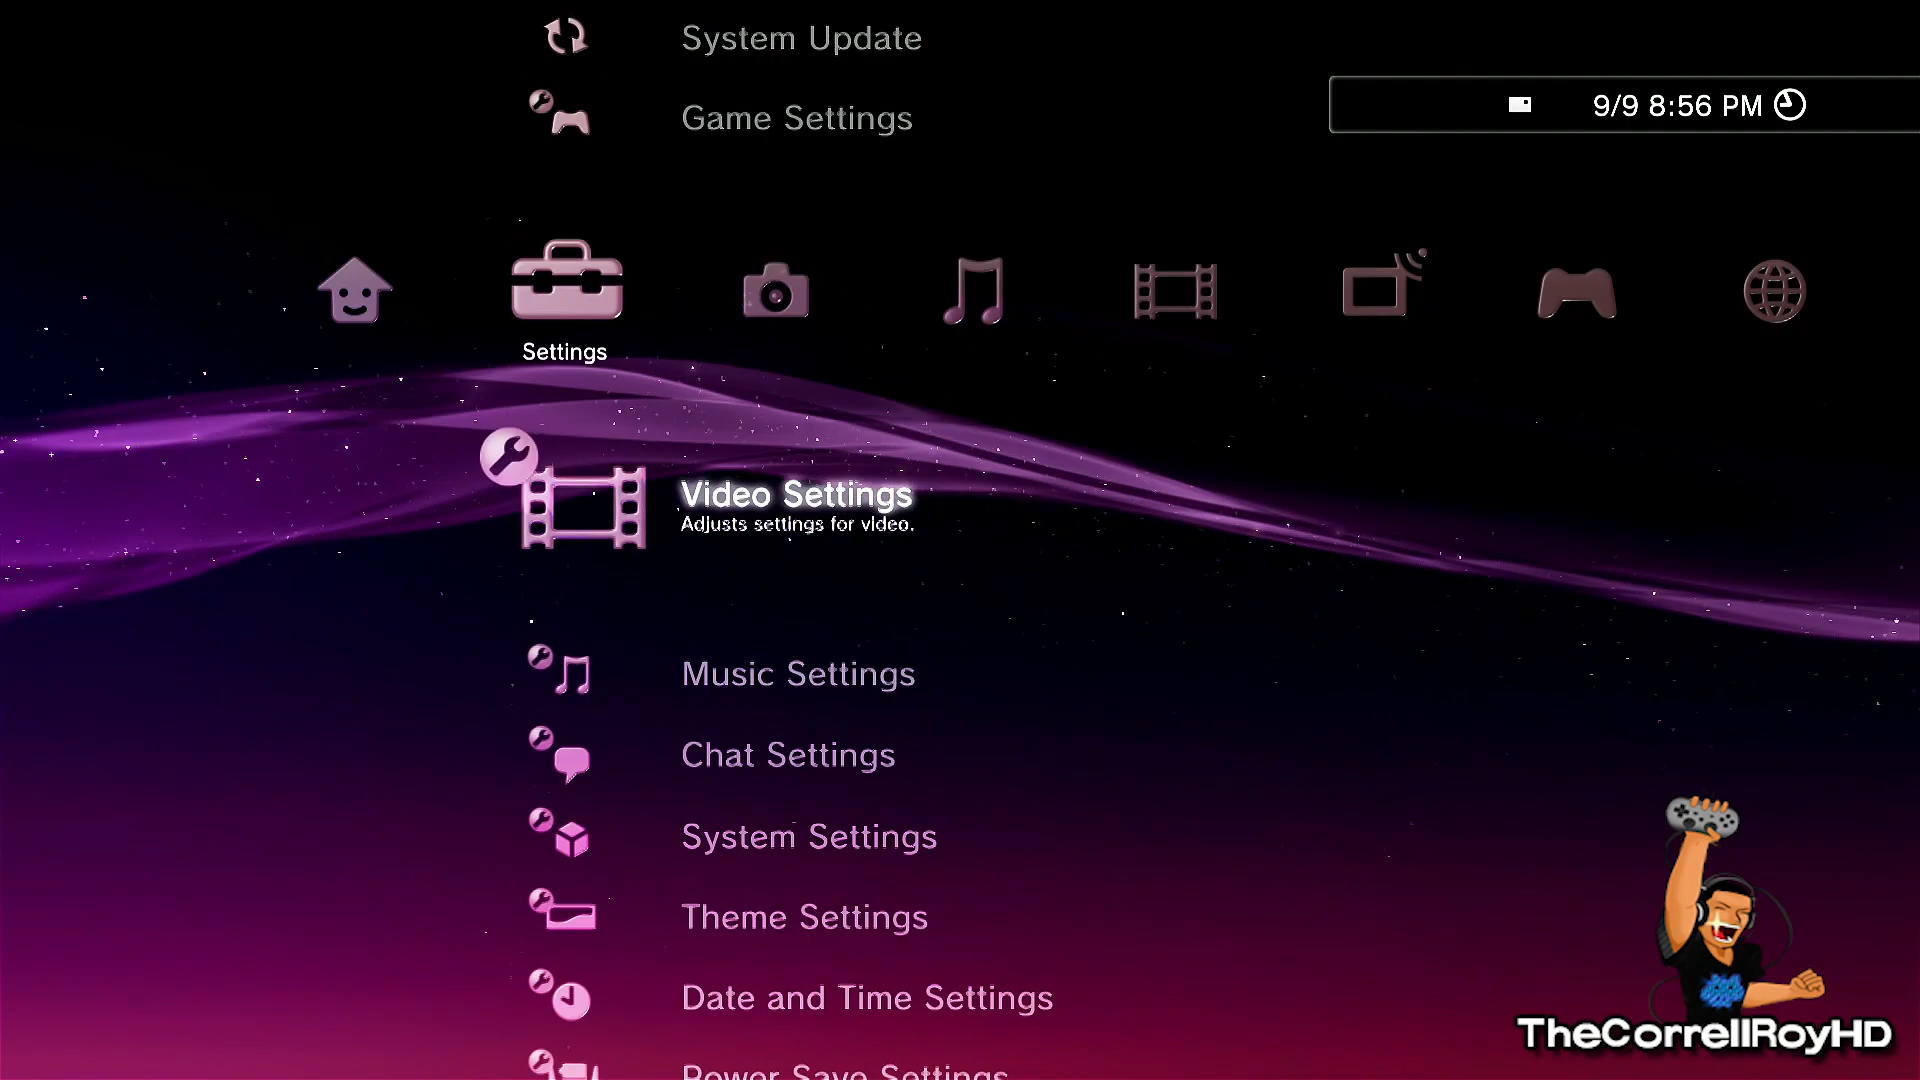 System Update
Game Settings
9/9 8:56 PM
Settings
Video Settings
Adjusts settings for video.
Music Settings
Chat Settings
System Settings
Theme Settings
Date and Time Settings
Power Save Settings
TheCorrellRoyHD